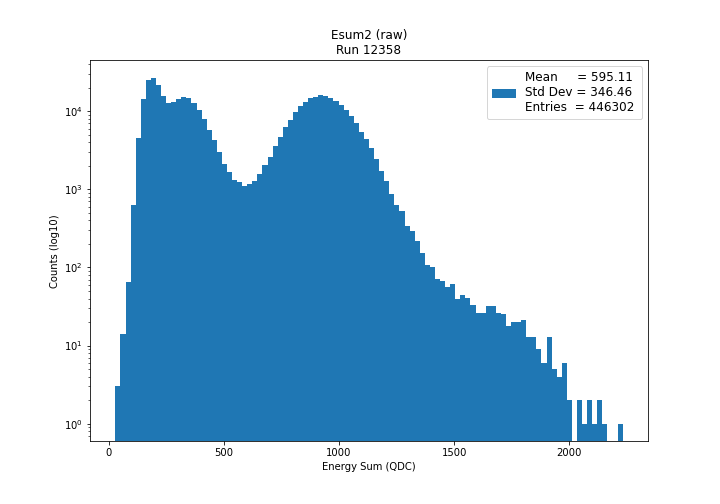 Esum2 (raw)
Run 12358
Mean = 595.11
Std Dev = 346.46
Entries = 446302
Counts (log10)
10⁴
10³
10²
10¹
10⁰
0 500 1000 1500 2000
Energy Sum (QDC)